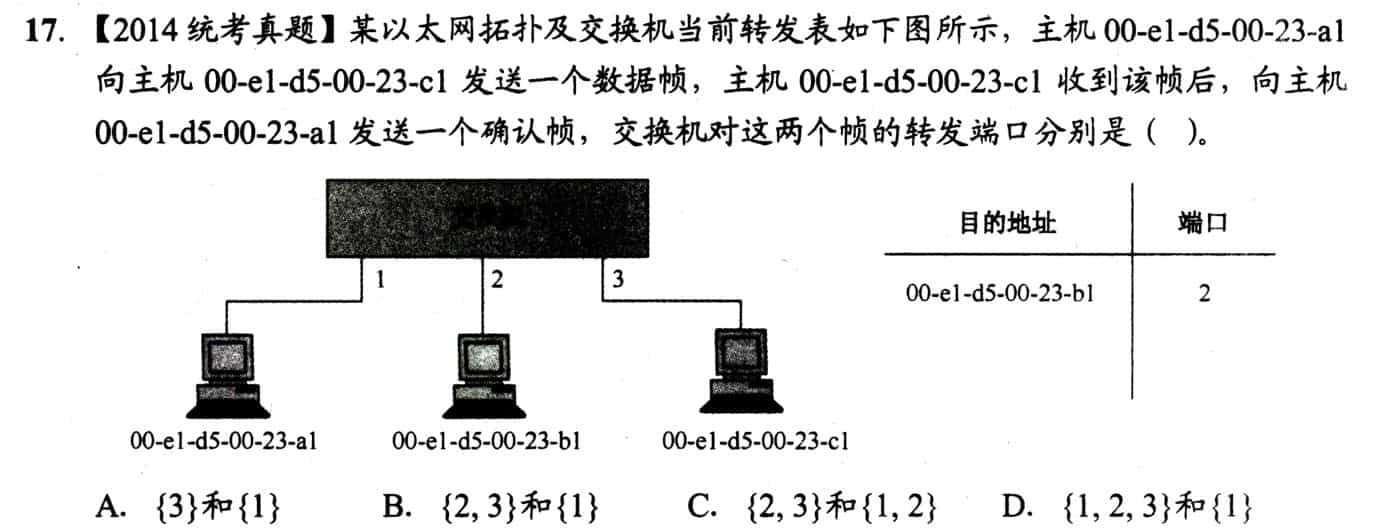 17. 【2014统考真题】某以太网拓扑及交换机当前转发表如下图所示，主机 00-e1-d5-00-23-a1
向主机 00-e1-d5-00-23-c1 发送一个数据帧，主机 00-e1-d5-00-23-c1 收到该帧后，向主机
00-e1-d5-00-23-a1 发送一个确认帧，交换机对这两个帧的转发端口分别是（ ）。
目的地址 端口
1 2 3
00-e1-d5-00-23-b1 2
00-e1-d5-00-23-a1 00-e1-d5-00-23-b1 00-e1-d5-00-23-c1
A. {3}和{1} B. {2, 3}和{1} C. {2, 3}和{1, 2} D. {1, 2, 3}和{1}